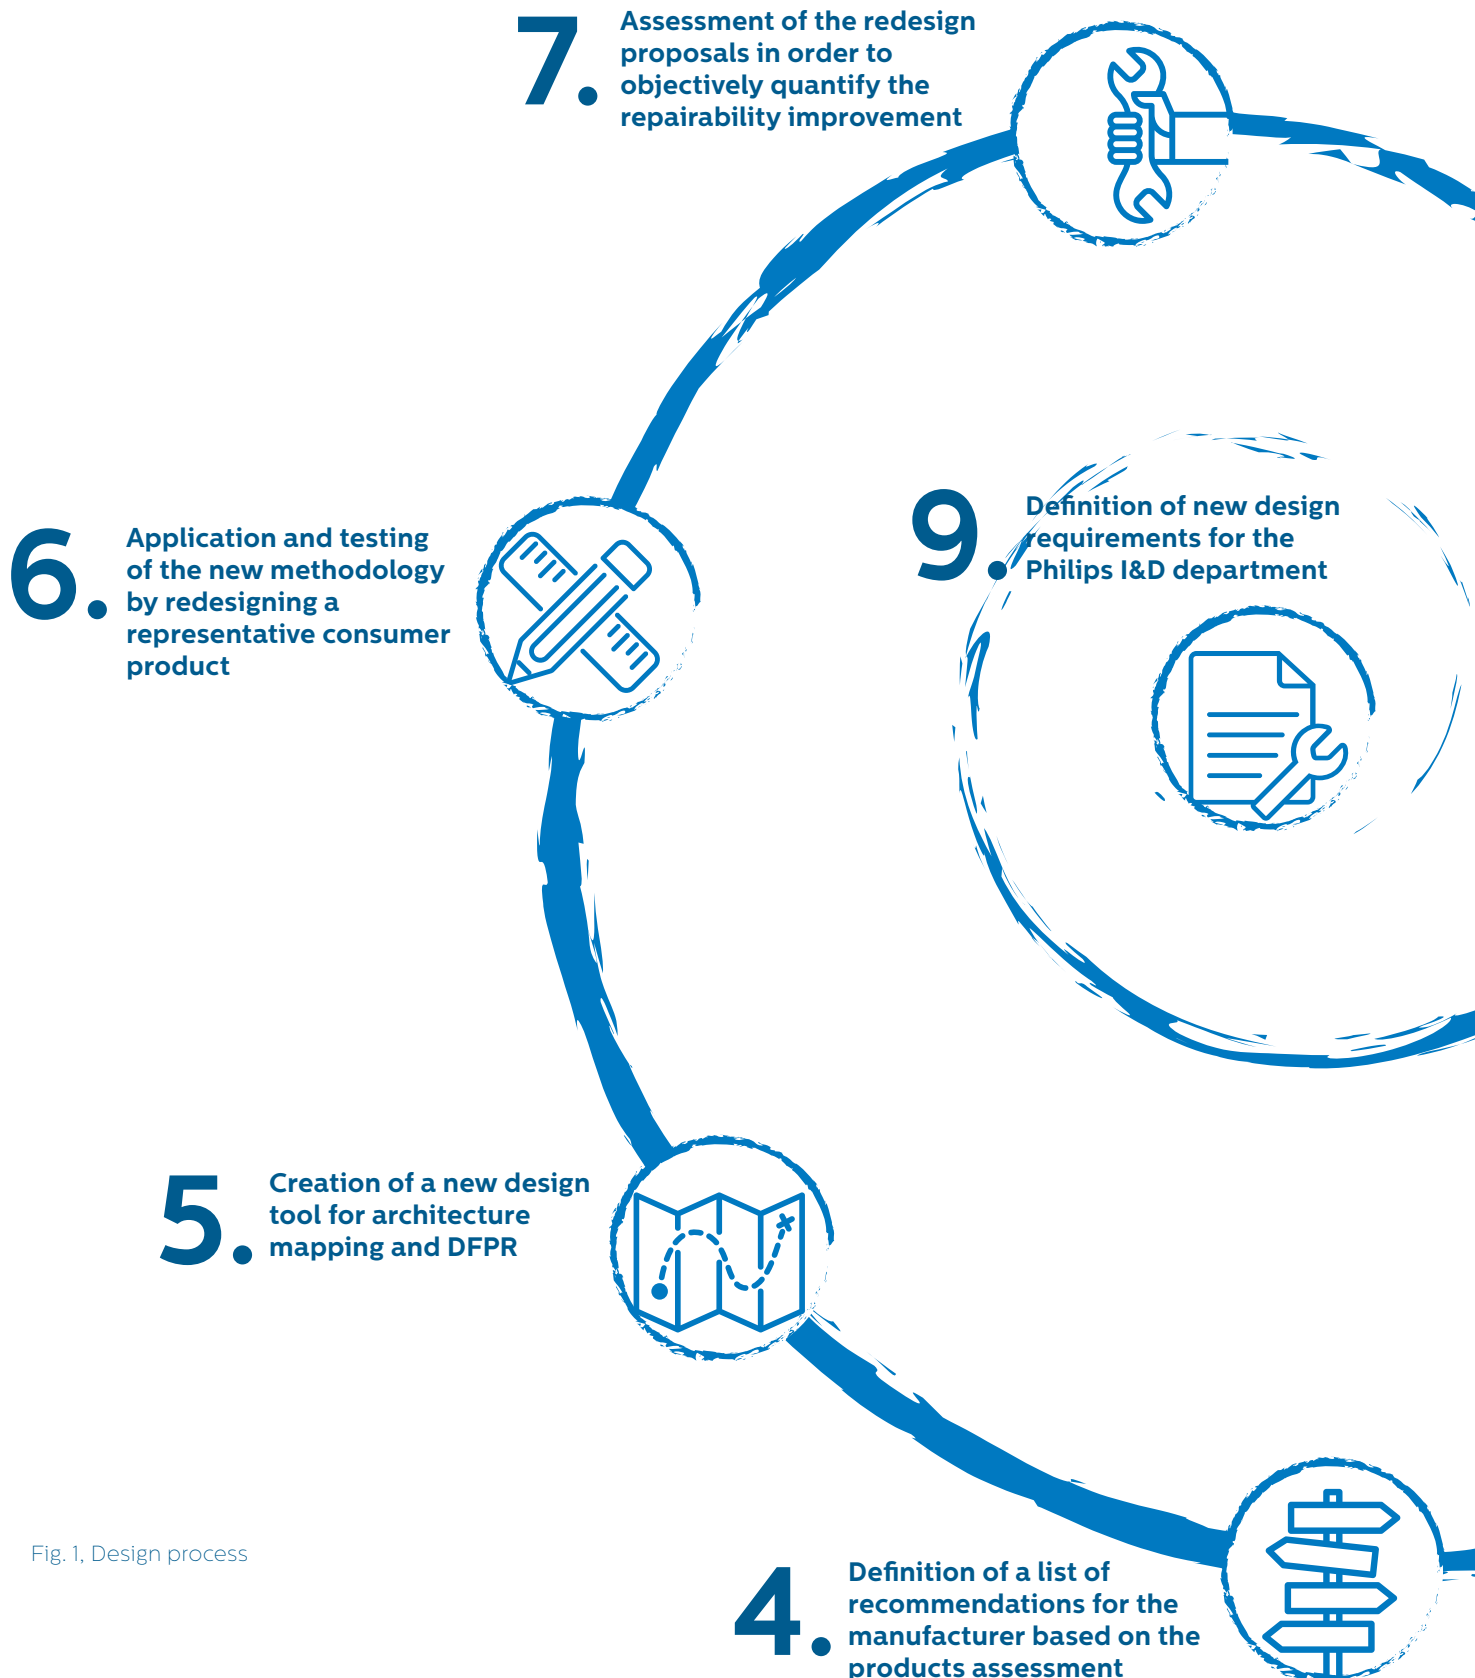 7.
Assessment of the redesign
proposals in order to
objectively quantify the
repairability improvement
9.
Definition of new design
requirements for the
Philips I&D department
6.
Application and testing
of the new methodology
by redesigning a
representative consumer
product
5.
Creation of a new design
tool for architecture
mapping and DFPR
Fig. 1, Design process
4.
Definition of a list of
recommendations for the
manufacturer based on the
products assessment